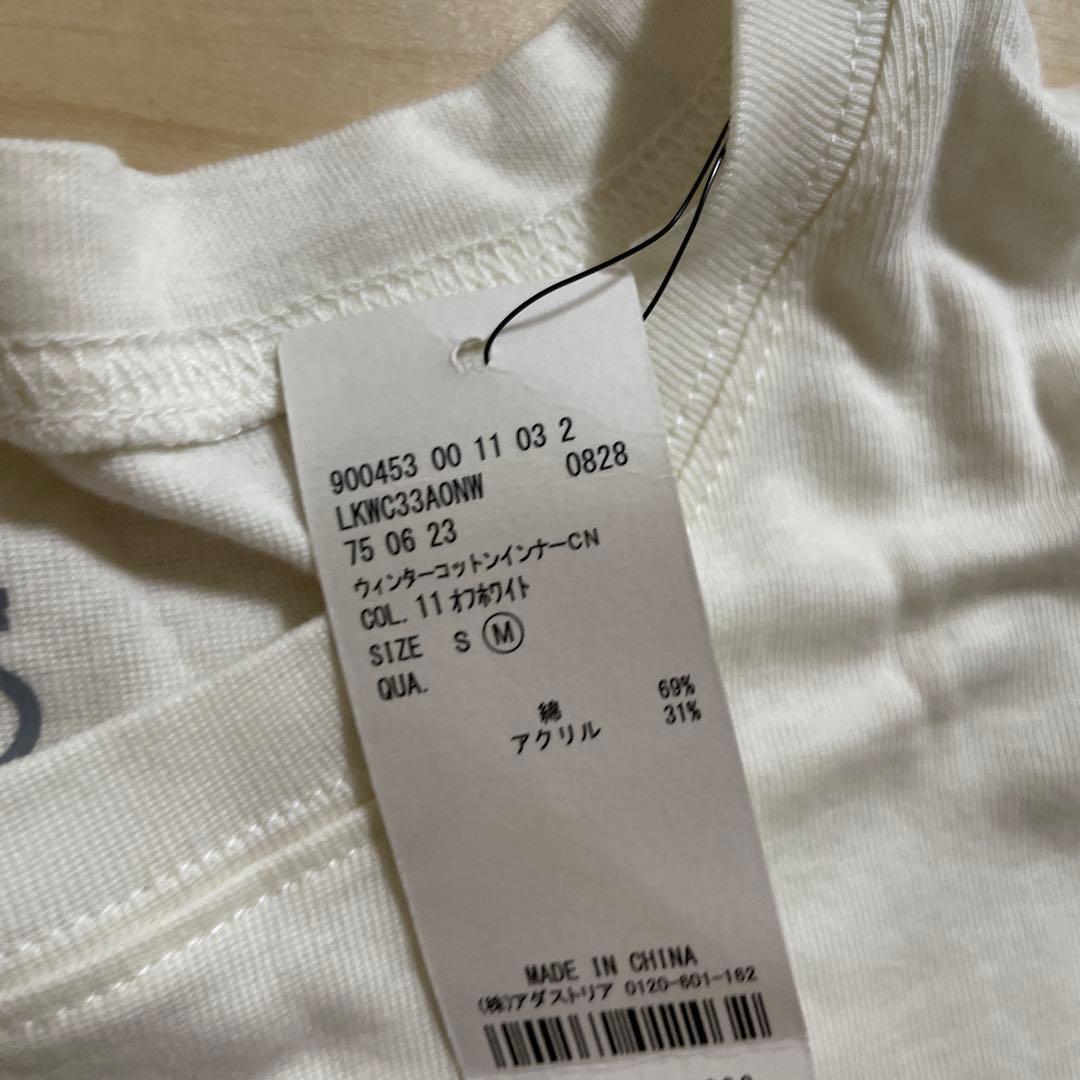 900453 00 11 03 2
LKWC33A0NW 0828
75 06 23
ウィンターコットンインナーCN
COL. 11 オフホワイト
SIZE S M
QUA.
綿 69%
アクリル 31%
MADE IN CHINA
(株)アダストリア 0120-601-162